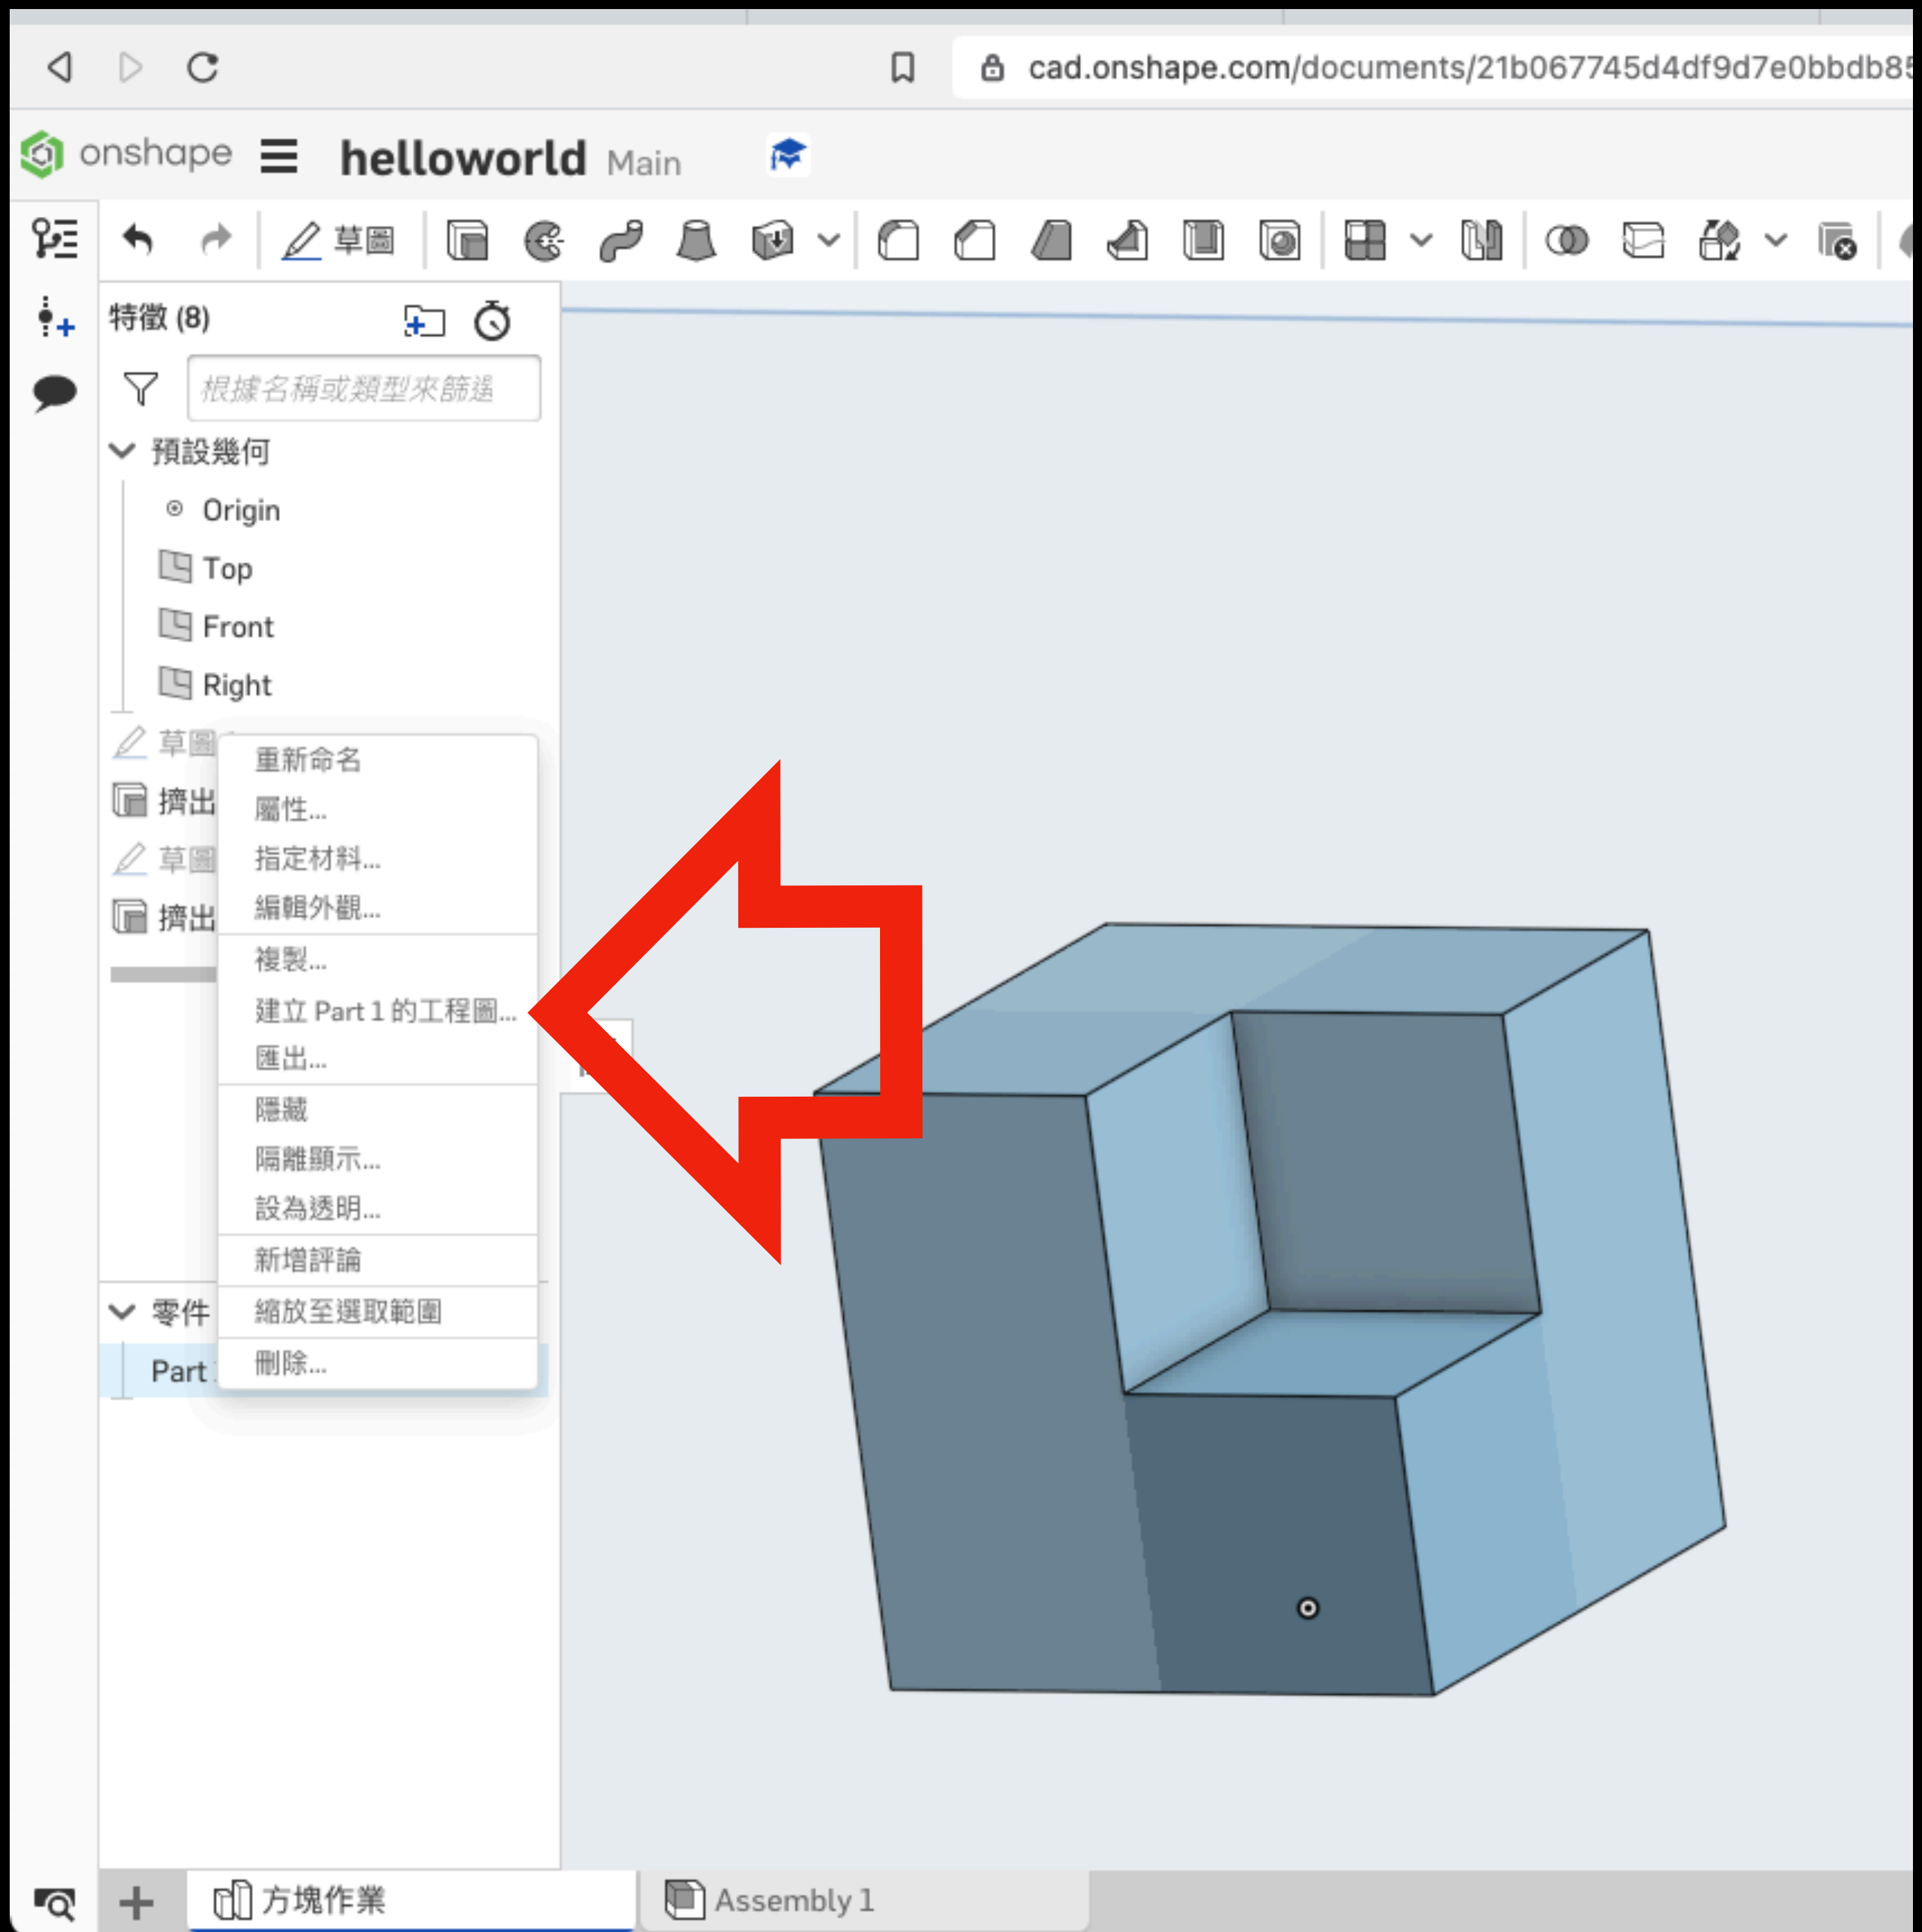 cad.onshape.com/documents/21b067745d4df9d7e0bbdb85
onshape helloworld Main
草圖
特徵 (8)
根據名稱或類型來篩選
預設幾何
Origin
Top
Front
Right
草圖
重新命名
擠出
屬性...
指定材料...
草圖
編輯外觀...
擠出
複製...
建立 Part 1 的工程圖...
匯出...
隱藏
隔離顯示...
設為透明...
新增評論
零件
縮放至選取範圍
Part
刪除...
方塊作業
Assembly 1